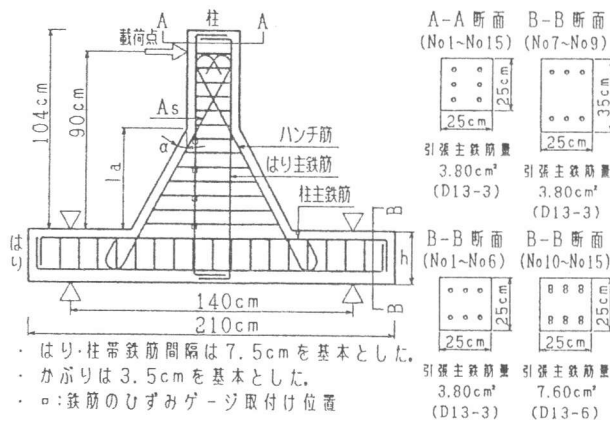 柱
A A
載荷点
104cm
90cm
As
α
la
ハンチ筋
はり主鉄筋
柱主鉄筋
はり
B
h
B
140cm
210cm
・ はり・柱帯鉄筋間隔は7.5cmを基本とした。
・ かぶりは3.5cmを基本とした。
・ □:鉄筋のひずみゲージ取付け位置
A-A断面
(No1~No15)
25cm
25cm
引張主鉄筋量
3.80cm²
(D13-3)
B-B断面
(No7~No9)
35cm
25cm
引張主鉄筋量
3.80cm²
(D13-3)
B-B断面
(No1~No6)
25cm
25cm
引張主鉄筋量
3.80cm²
(D13-3)
B-B断面
(No10~No15)
25cm
25cm
引張主鉄筋量
7.60cm²
(D13-6)